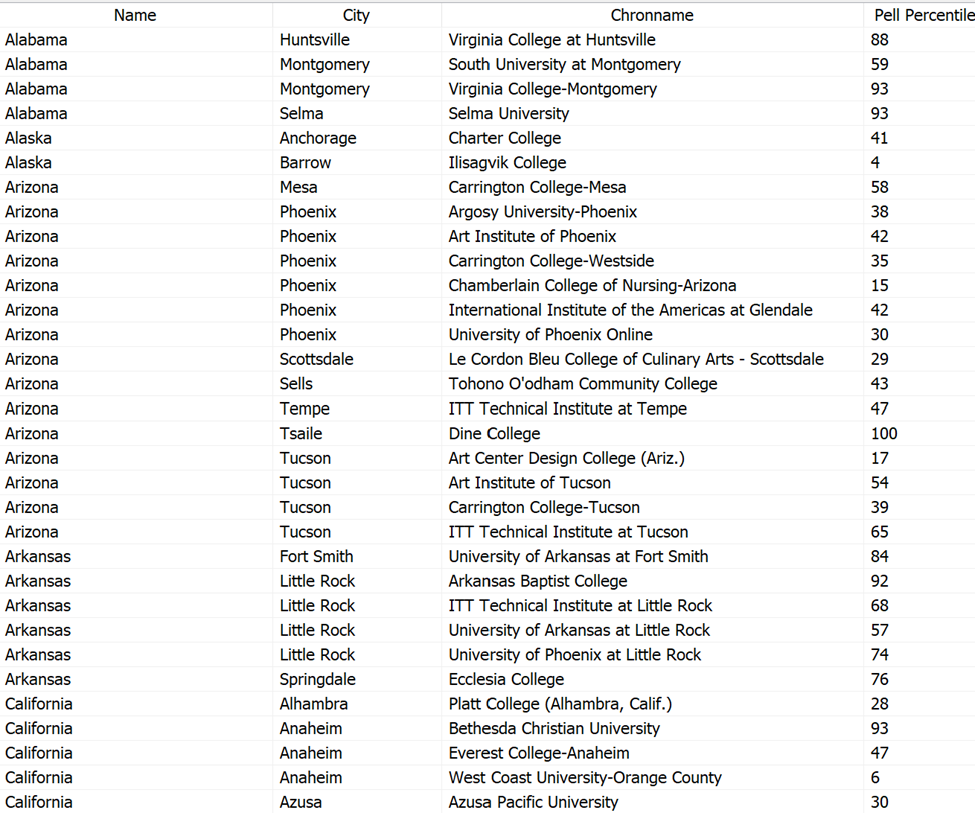 Name City Chronname Pell Percentile
Alabama Huntsville Virginia College at Huntsville 88
Alabama Montgomery South University at Montgomery 59
Alabama Montgomery Virginia College-Montgomery 93
Alabama Selma Selma University 93
Alaska Anchorage Charter College 41
Alaska Barrow Ilisagvik College 4
Arizona Mesa Carrington College-Mesa 58
Arizona Phoenix Argosy University-Phoenix 38
Arizona Phoenix Art Institute of Phoenix 42
Arizona Phoenix Carrington College-Westside 35
Arizona Phoenix Chamberlain College of Nursing-Arizona 15
Arizona Phoenix International Institute of the Americas at Glendale 42
Arizona Phoenix University of Phoenix Online 30
Arizona Scottsdale Le Cordon Bleu College of Culinary Arts - Scottsdale 29
Arizona Sells Tohono O'odham Community College 43
Arizona Tempe ITT Technical Institute at Tempe 47
Arizona Tsaile Dine College 100
Arizona Tucson Art Center Design College (Ariz.) 17
Arizona Tucson Art Institute of Tucson 54
Arizona Tucson Carrington College-Tucson 39
Arizona Tucson ITT Technical Institute at Tucson 65
Arkansas Fort Smith University of Arkansas at Fort Smith 84
Arkansas Little Rock Arkansas Baptist College 92
Arkansas Little Rock ITT Technical Institute at Little Rock 68
Arkansas Little Rock University of Arkansas at Little Rock 57
Arkansas Little Rock University of Phoenix at Little Rock 74
Arkansas Springdale Ecclesia College 76
California Alhambra Platt College (Alhambra, Calif.) 28
California Anaheim Bethesda Christian University 93
California Anaheim Everest College-Anaheim 47
California Anaheim West Coast University-Orange County 6
California Azusa Azusa Pacific University 30